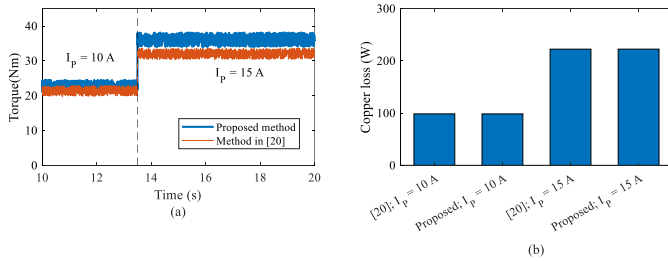 (a)
40
30
20
10
0
Torque(Nm)
I_P = 10 A
I_P = 15 A
Proposed method
Method in [20]
10
12
14
16
18
20
Time (s)
(a)
300
200
100
0
Copper loss (W)
[20]; I_P = 10 A
Proposed; I_P = 10 A
[20]; I_P = 15 A
Proposed; I_P = 15 A
(b)